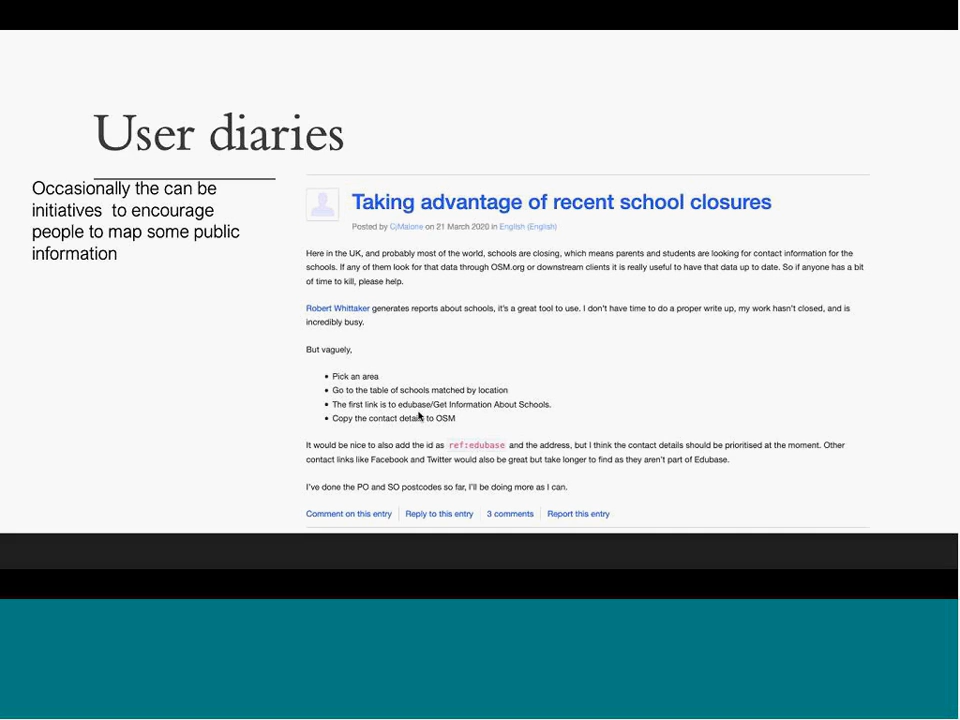 User diaries
Occasionally the can be
initiatives to encourage
people to map some public
information
Taking advantage of recent school closures
Posted by CjMalone on 21 March 2020 in English (English)
Here in the UK, and probably most of the world, schools are closing, which means parents and students are looking for contact information for the
schools. If any of them look for that data through OSM.org or downstream clients it is really useful to have that data up to date. So if anyone has a bit
of time to kill, please help.
Robert Whittaker generates reports about schools, it's a great tool to use. I don't have time to do a proper write up, my work hasn't closed, and is
incredibly busy.
But vaguely,
• Pick an area
• Go to the table of schools matched by location
• The first link is to edubase/Get Information About Schools.
• Copy the contact details to OSM
It would be nice to also add the id as ref:edubase and the address, but I think the contact details should be prioritised at the moment. Other
contact links like Facebook and Twitter would also be great but take longer to find as they aren't part of Edubase.
I've done the PO and SO postcodes so far, I'll be doing more as I can.
Comment on this entry Reply to this entry 3 comments Report this entry